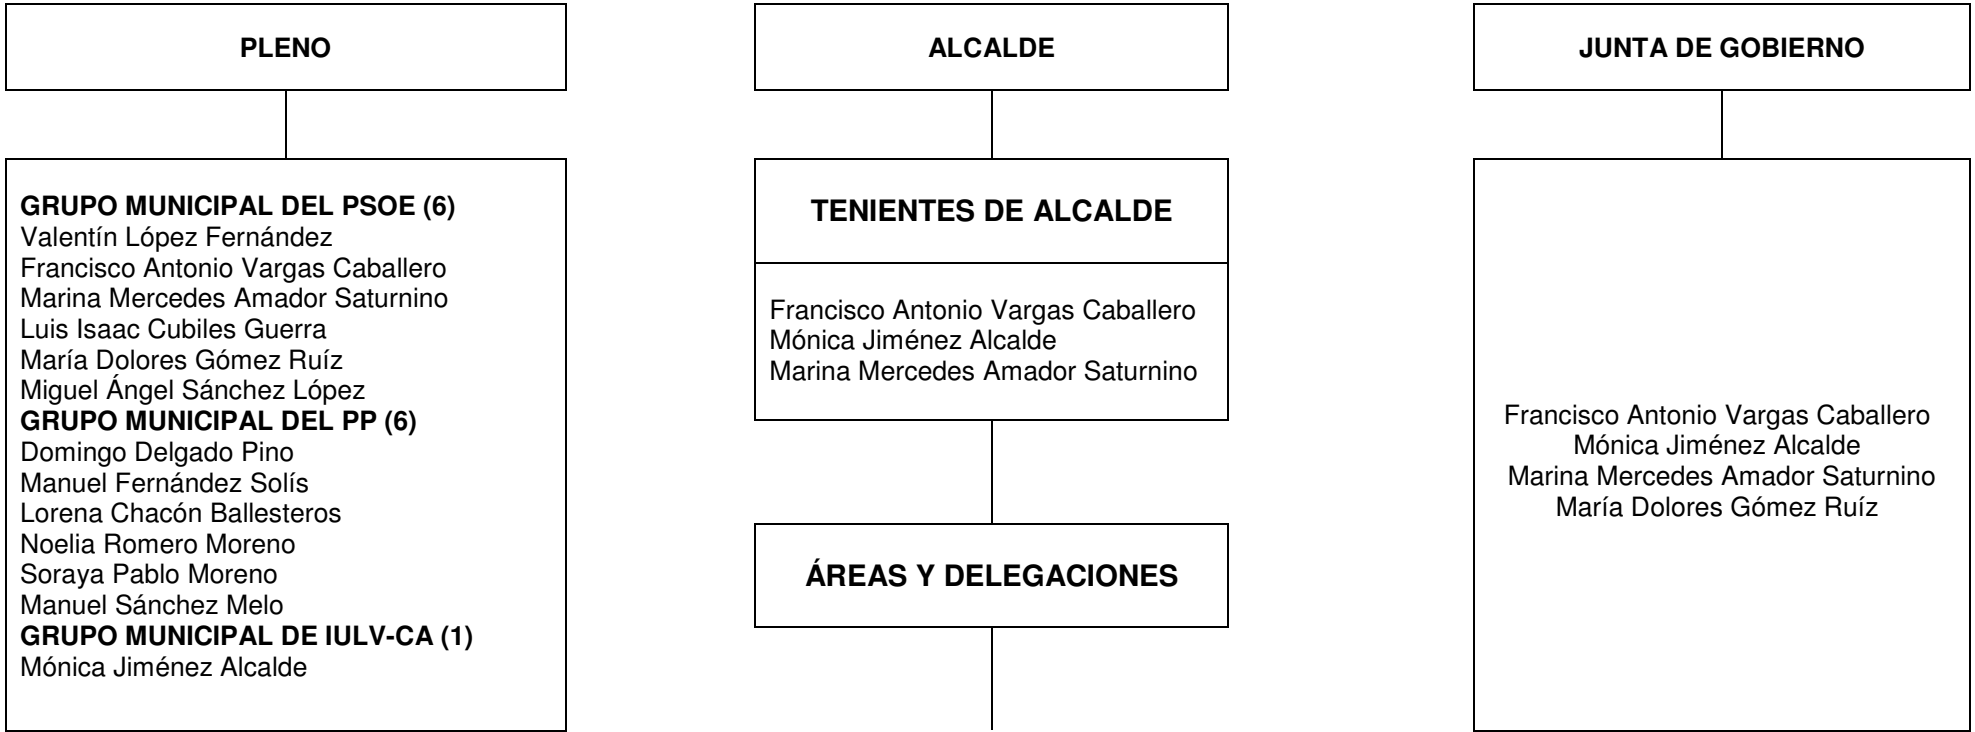 PLENO
GRUPO MUNICIPAL DEL PSOE (6)
Valentín López Fernández
Francisco Antonio Vargas Caballero
Marina Mercedes Amador Saturnino
Luis Isaac Cubiles Guerra
María Dolores Gómez Ruíz
Miguel Ángel Sánchez López
GRUPO MUNICIPAL DEL PP (6)
Domingo Delgado Pino
Manuel Fernández Solís
Lorena Chacón Ballesteros
Noelia Romero Moreno
Soraya Pablo Moreno
Manuel Sánchez Melo
GRUPO MUNICIPAL DE IULV-CA (1)
Mónica Jiménez Alcalde
ALCALDE
TENIENTES DE ALCALDE
Francisco Antonio Vargas Caballero
Mónica Jiménez Alcalde
Marina Mercedes Amador Saturnino
ÁREAS Y DELEGACIONES
JUNTA DE GOBIERNO
Francisco Antonio Vargas Caballero
Mónica Jiménez Alcalde
Marina Mercedes Amador Saturnino
María Dolores Gómez Ruíz